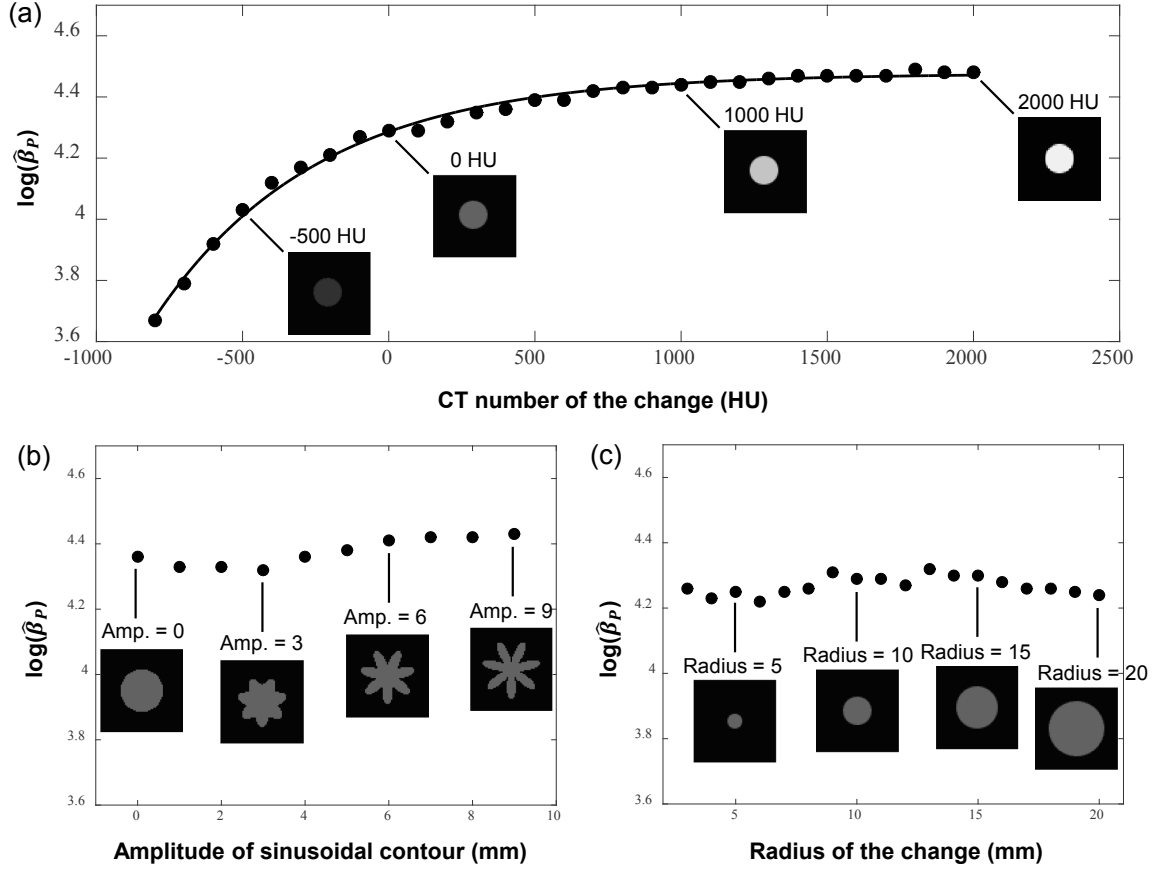 (a)
4.6
4.4
4.2
4
3.8
3.6
log(β̂_P)
2000 HU
1000 HU
0 HU
-500 HU
-1000 -500 0 500 1000 1500 2000 2500
CT number of the change (HU)
(b)
4.6
4.4
4.2
4
3.8
3.6
log(β̂_P)
Amp. = 0
Amp. = 3
Amp. = 6
Amp. = 9
0 2 4 6 8 10
Amplitude of sinusoidal contour (mm)
(c)
4.6
4.4
4.2
4
3.8
3.6
log(β̂_P)
Radius = 5
Radius = 10
Radius = 15
Radius = 20
5 10 15 20
Radius of the change (mm)